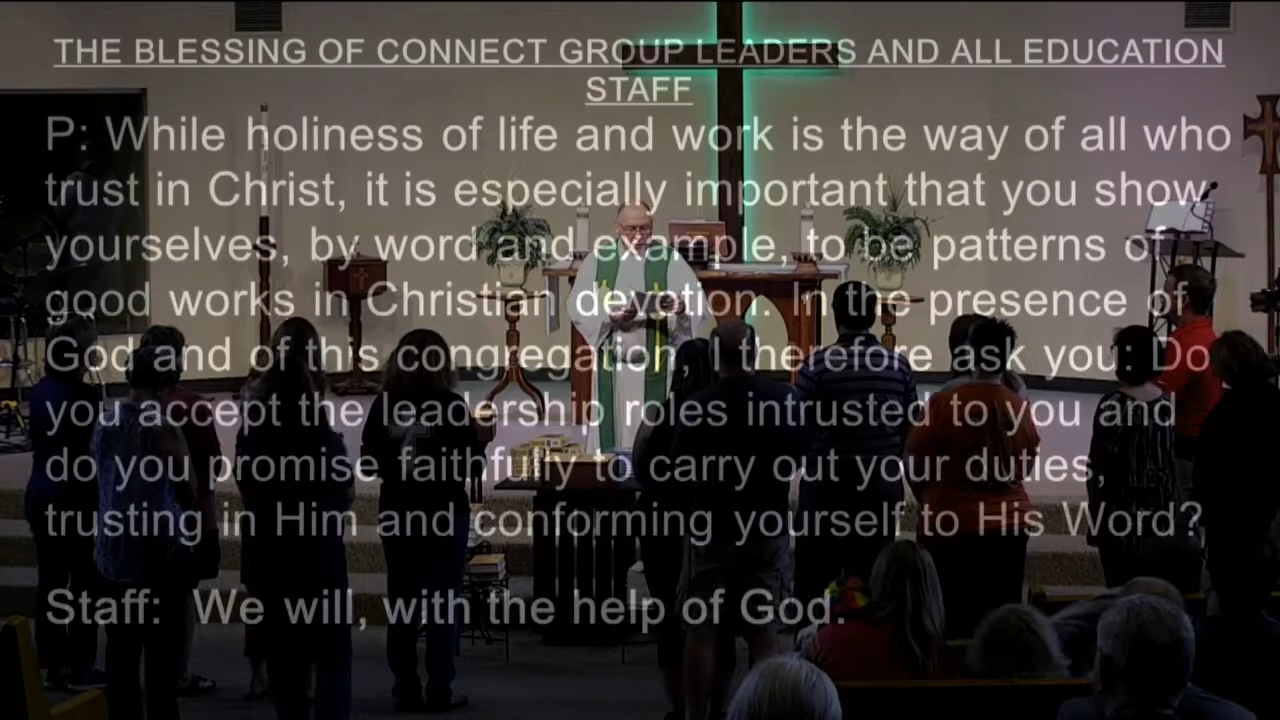 THE BLESSING OF CONNECT GROUP LEADERS AND ALL EDUCATION
STAFF
P: While holiness of life and work is the way of all who
trust in Christ, it is especially important that you show
yourselves, by word and example, to be patterns of
good works in Christian devotion. In the presence of
God and of this congregation, I therefore ask you: Do
you accept the leadership roles intrusted to you and
do you promise faithfully to carry out your duties,
trusting in Him and conforming yourself to His Word?
Staff: We will, with the help of God.